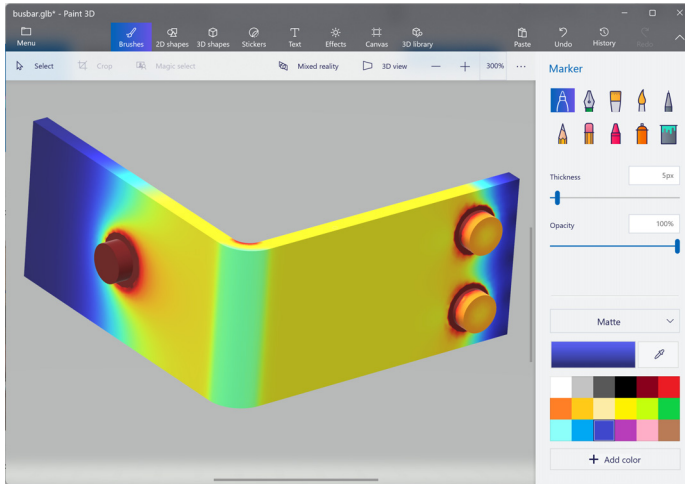 busbar.glb* - Paint 3D
Menu
Brushes
2D shapes
3D shapes
Stickers
Text
Effects
Canvas
3D library
Paste
Undo
History
Redo
Select
Crop
Magic select
Mixed reality
3D view
300%
Marker
Thickness
5px
Opacity
100%
Matte
Add color